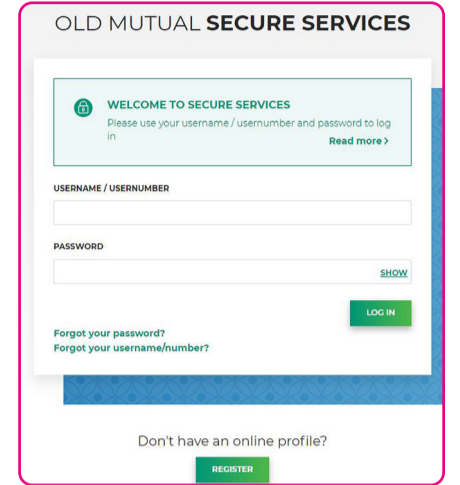 OLD MUTUAL SECURE SERVICES
WELCOME TO SECURE SERVICES
Please use your username / usernumber and password to log
in
Read more >
USERNAME / USERNUMBER
PASSWORD
SHOW
LOG IN
Forgot your password?
Forgot your username/number?
Don't have an online profile?
REGISTER